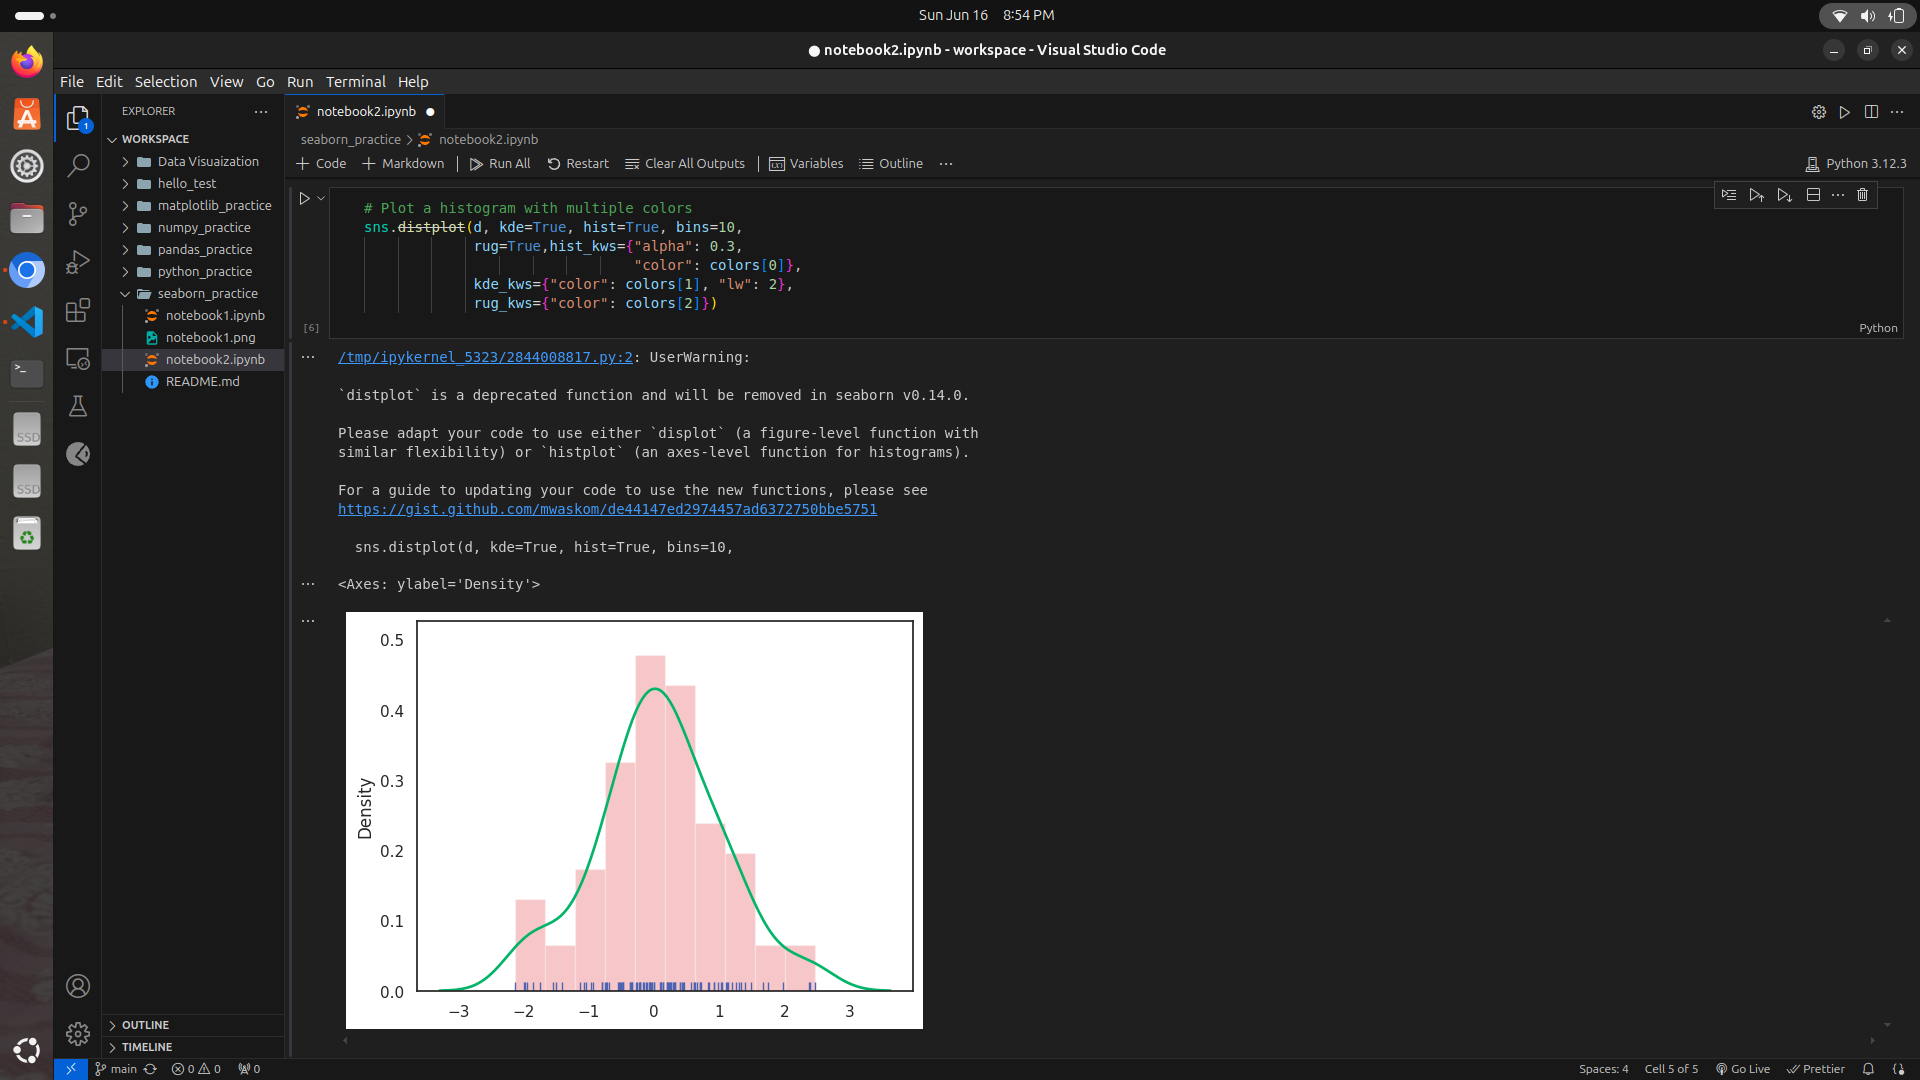 Sun Jun 16 8:54 PM
● notebook2.ipynb - workspace - Visual Studio Code
File Edit Selection View Go Run Terminal Help
EXPLORER
1
WORKSPACE
Data Visuaization
hello_test
matplotlib_practice
numpy_practice
pandas_practice
python_practice
seaborn_practice
notebook1.ipynb
notebook1.png
notebook2.ipynb
README.md
OUTLINE
TIMELINE
SSD
SSD
notebook2.ipynb
seaborn_practice > notebook2.ipynb
+ Code + Markdown | Run All Restart Clear All Outputs | Variables Outline ...
Python 3.12.3
# Plot a histogram with multiple colors
sns.distplot(d, kde=True, hist=True, bins=10,
rug=True,hist_kws={"alpha": 0.3,
"color": colors[0]},
kde_kws={"color": colors[1], "lw": 2},
rug_kws={"color": colors[2]})
[6]
Python
/tmp/ipykernel_5323/2844008817.py:2: UserWarning:
`distplot` is a deprecated function and will be removed in seaborn v0.14.0.
Please adapt your code to use either `displot` (a figure-level function with
similar flexibility) or `histplot` (an axes-level function for histograms).
For a guide to updating your code to use the new functions, please see
https://gist.github.com/mwaskom/de44147ed2974457ad6372750bbe5751
sns.distplot(d, kde=True, hist=True, bins=10,
<Axes: ylabel='Density'>
0.5
0.4
0.3
0.2
0.1
0.0
Density
−3 −2 −1 0 1 2 3
main 0 0 0
Spaces: 4 Cell 5 of 5 Go Live Prettier